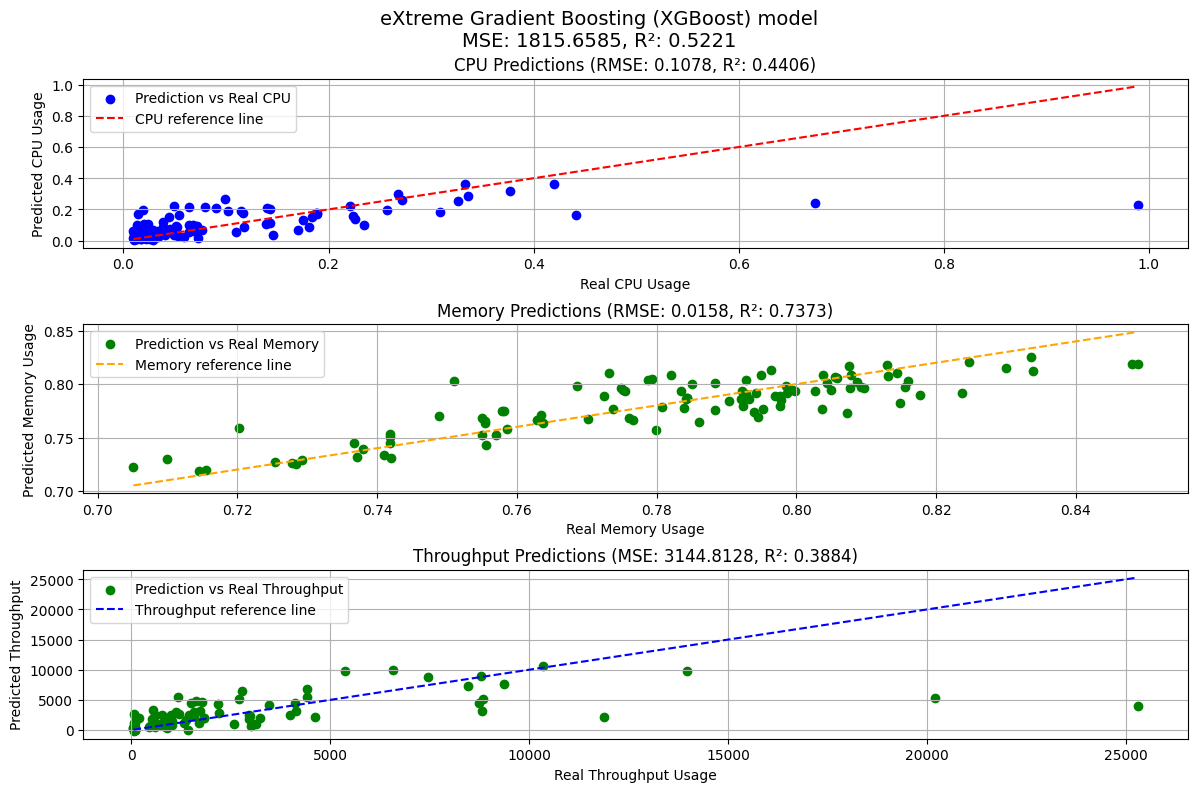 eXtreme Gradient Boosting (XGBoost) model
MSE: 1815.6585, R²: 0.5221
CPU Predictions (RMSE: 0.1078, R²: 0.4406)
Predicted CPU Usage
1.0
0.8
0.6
0.4
0.2
0.0
Prediction vs Real CPU
CPU reference line
0.0 0.2 0.4 0.6 0.8 1.0
Real CPU Usage
Memory Predictions (RMSE: 0.0158, R²: 0.7373)
Predicted Memory Usage
0.85
0.80
0.75
0.70
Prediction vs Real Memory
Memory reference line
0.70 0.72 0.74 0.76 0.78 0.80 0.82 0.84
Real Memory Usage
Throughput Predictions (MSE: 3144.8128, R²: 0.3884)
Predicted Throughput
25000
20000
15000
10000
5000
0
Prediction vs Real Throughput
Throughput reference line
0 5000 10000 15000 20000 25000
Real Throughput Usage